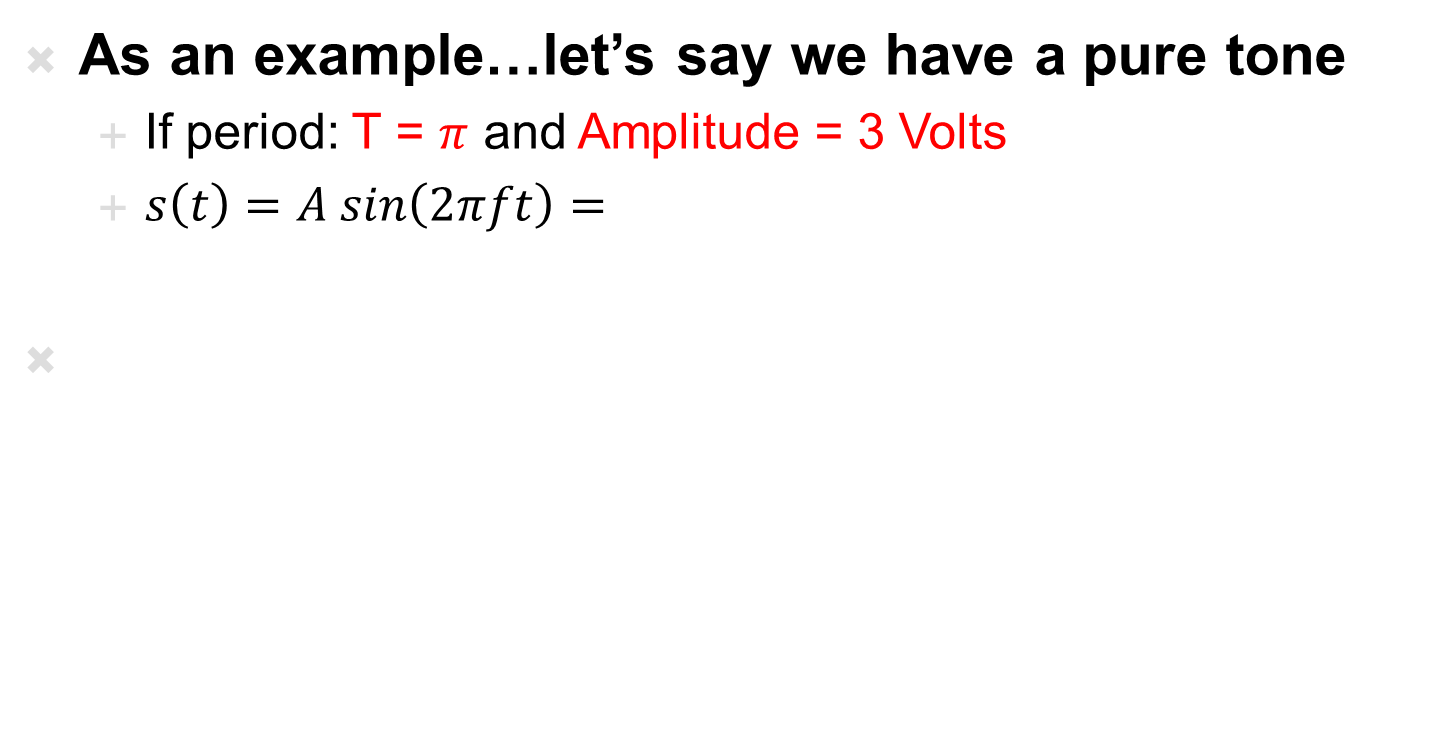 As an example…let’s say we have a pure tone
If period: T = 𝜋 and Amplitude = 3 Volts
𝑠(𝑡) = 𝐴 𝑠𝑖𝑛(2𝜋𝑓𝑡) =